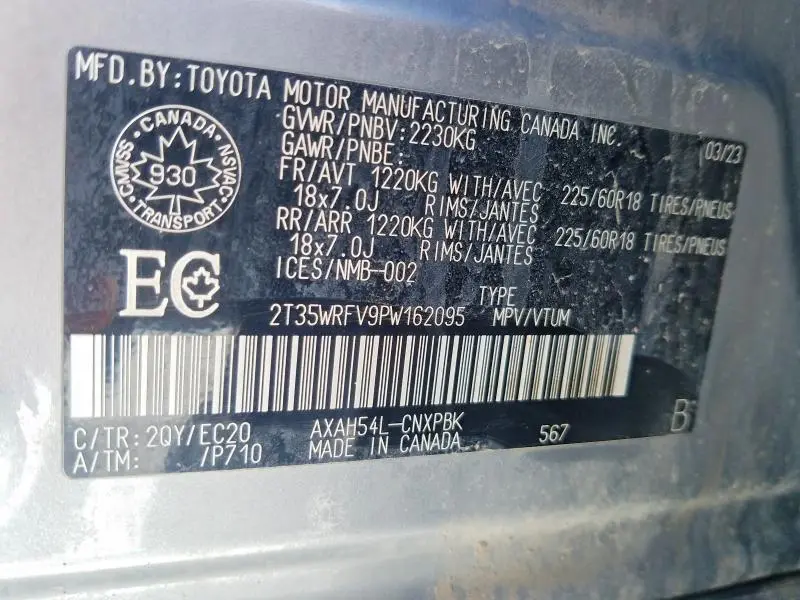 MFD.BY:TOYOTA MOTOR MANUFACTURING CANADA INC.
03/23
GVWR/PNBV:2230KG
GAWR/PNBE:
FR/AVT 1220KG WITH/AVEC 225/60R18 TIRES/PNEUS
18x7.0J RIMS/JANTES
RR/ARR 1220KG WITH/AVEC 225/60R18 TIRES/PNEUS
18x7.0J RIMS/JANTES
ICES/NMB-002
CANADA
CMVSS 930 NSVAC
TRANSPORT
EC
TYPE
2T35WRFV9PW162095 MPV/VTUM
C/TR:2QY/EC20 AXAH54L-CNXPBK 567 B
A/TM: /P710 MADE IN CANADA